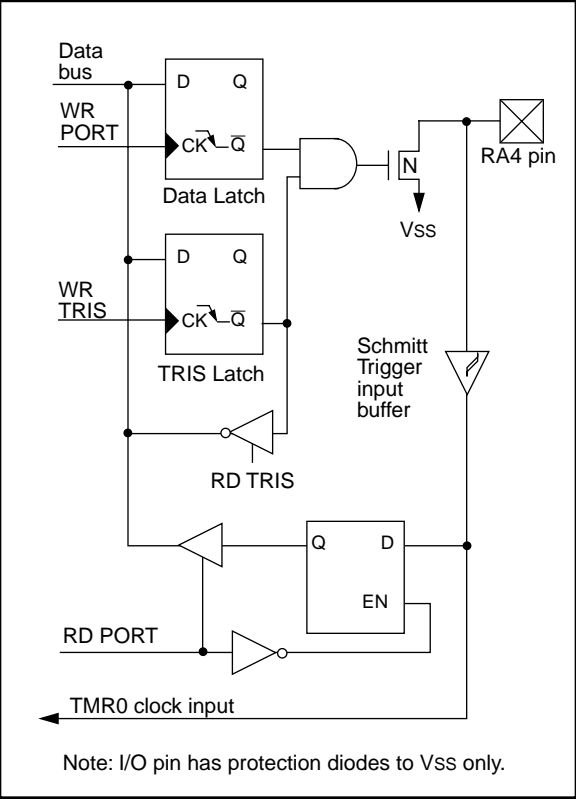 Data
bus
D Q
WR
PORT
CK Q
Data Latch
N
RA4 pin
VSS
D Q
WR
TRIS
CK Q
TRIS Latch
Schmitt
Trigger
input
buffer
RD TRIS
Q D
EN
RD PORT
TMR0 clock input
Note: I/O pin has protection diodes to VSS only.